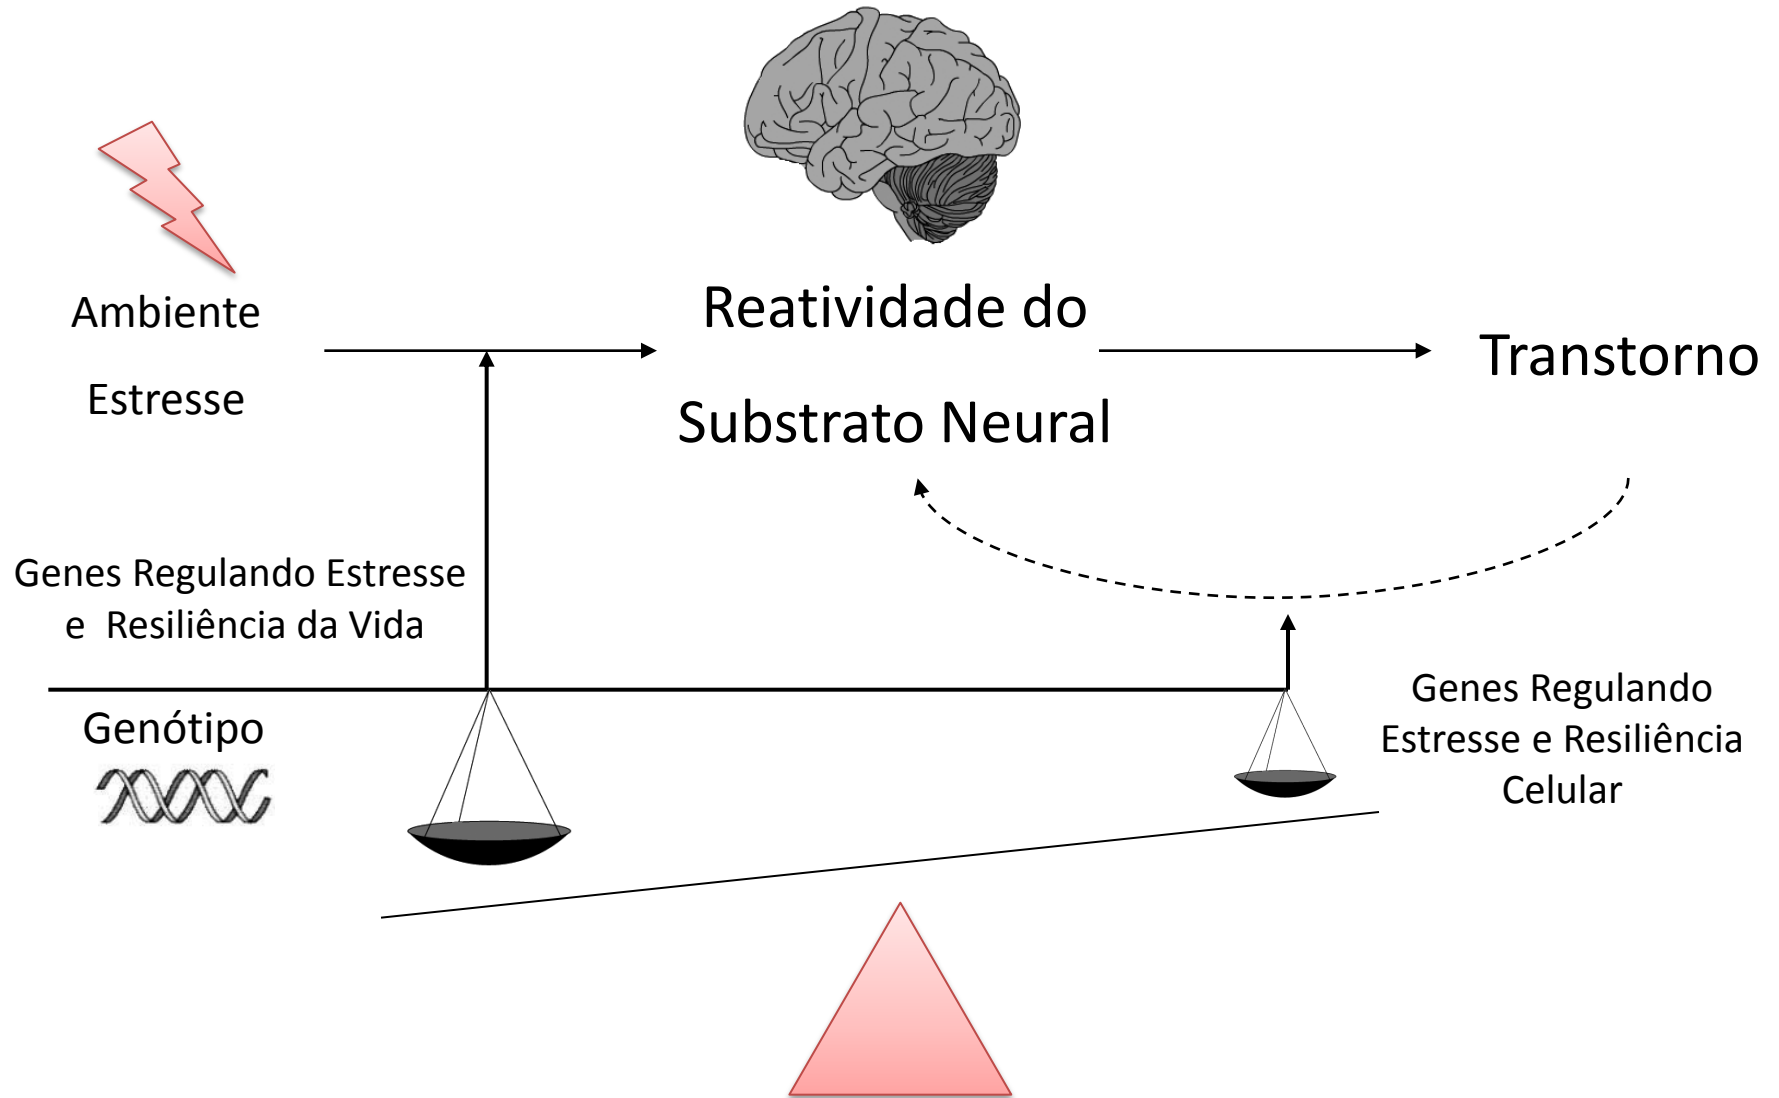 Ambiente
Estresse
Reatividade do
Substrato Neural
Transtorno
Genes Regulando Estresse
e  Resiliência da Vida
Genótipo
Genes Regulando
Estresse e Resiliência
Celular